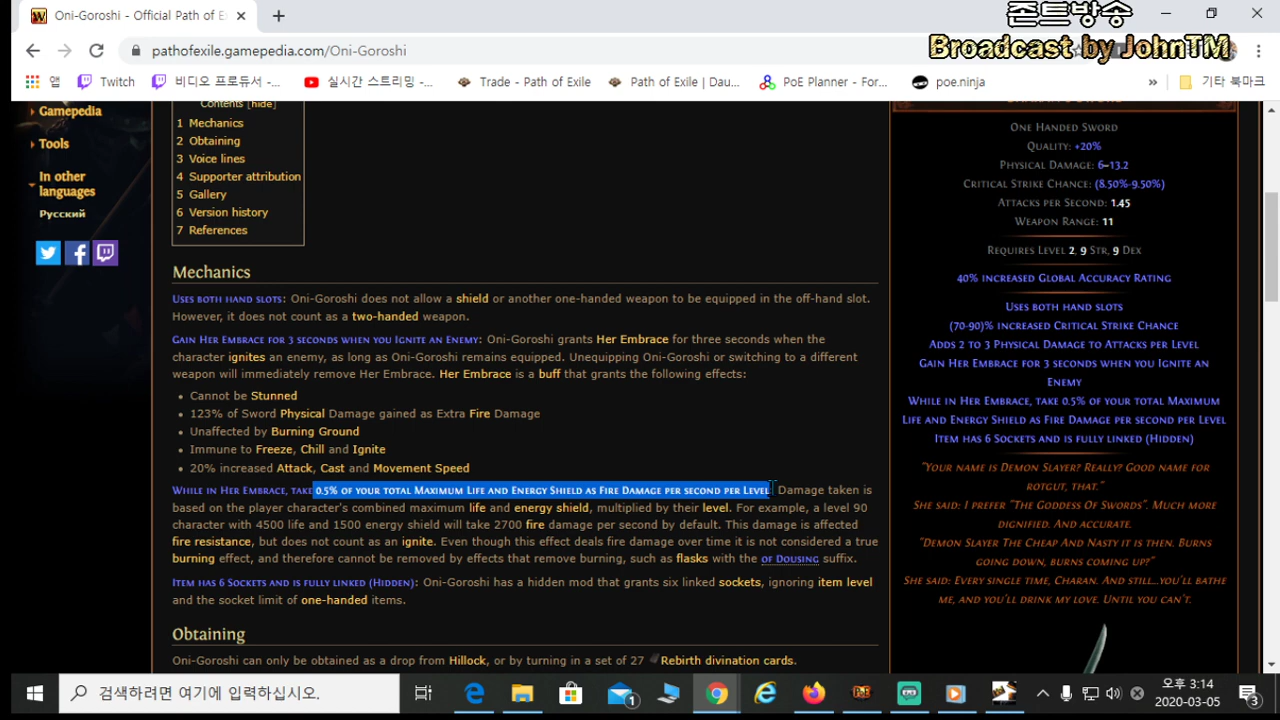 Oni-Goroshi - Official Path of E
존트방송
Broadcast by JohnTM
pathofexile.gamepedia.com/Oni-Goroshi
앱
Twitch
비디오 프로듀서 -...
실시간 스트리밍 -...
Trade - Path of Exile
Path of Exile | Dau...
PoE Planner - For...
poe.ninja
»
기타 북마크
Gamepedia
Tools
In other
languages
Русский
Contents [hide]
1 Mechanics
2 Obtaining
3 Voice lines
4 Supporter attribution
5 Gallery
6 Version history
7 References
Mechanics
Uses both hand slots: Oni-Goroshi does not allow a shield or another one-handed weapon to be equipped in the off-hand slot.
However, it does not count as a two-handed weapon.
Gain Her Embrace for 3 seconds when you Ignite an Enemy: Oni-Goroshi grants Her Embrace for three seconds when the
character ignites an enemy, as long as Oni-Goroshi remains equipped. Unequipping Oni-Goroshi or switching to a different
weapon will immediately remove Her Embrace. Her Embrace is a buff that grants the following effects:
• Cannot be Stunned
• 123% of Sword Physical Damage gained as Extra Fire Damage
• Unaffected by Burning Ground
• Immune to Freeze, Chill and Ignite
• 20% increased Attack, Cast and Movement Speed
While in Her Embrace, take 0.5% of your total Maximum Life and Energy Shield as Fire Damage per second per Level: Damage taken is
based on the player character's combined maximum life and energy shield, multiplied by their level. For example, a level 90
character with 4500 life and 1500 energy shield will take 2700 fire damage per second by default. This damage is affected
fire resistance, but does not count as an ignite. Even though this effect deals fire damage over time it is not considered a true
burning effect, and therefore cannot be removed by effects that remove burning, such as flasks with the of Dousing suffix.
Item has 6 Sockets and is fully linked (Hidden): Oni-Goroshi has a hidden mod that grants six linked sockets, ignoring item level
and the socket limit of one-handed items.
Obtaining
Oni-Goroshi can only be obtained as a drop from Hillock, or by turning in a set of 27 Rebirth divination cards.
One Handed Sword
Quality: +20%
Physical Damage: 6–13.2
Critical Strike Chance: (8.50%-9.50%)
Attacks per Second: 1.45
Weapon Range: 11
Requires Level 2, 9 Str, 9 Dex
40% increased Global Accuracy Rating
Uses both hand slots
(70-90)% increased Critical Strike Chance
Adds 2 to 3 Physical Damage to Attacks per Level
Gain Her Embrace for 3 seconds when you Ignite an
Enemy
While in Her Embrace, take 0.5% of your total Maximum
Life and Energy Shield as Fire Damage per second per Level
Item has 6 Sockets and is fully linked (Hidden)
"Your name is Demon Slayer? Really? Good name for
rotgut, that."
She said: I prefer "The Goddess Of Swords". Much more
dignified. And accurate.
"Demon Slayer The Cheap And Nasty it is then. Burns
going down, burns coming up?"
She said: Every single time, Charan. And still...you'll bathe
me, and you'll drink my love. Until you can't.
검색하려면 여기에 입력하십시오.
1
오후 3:14
2020-03-05
3